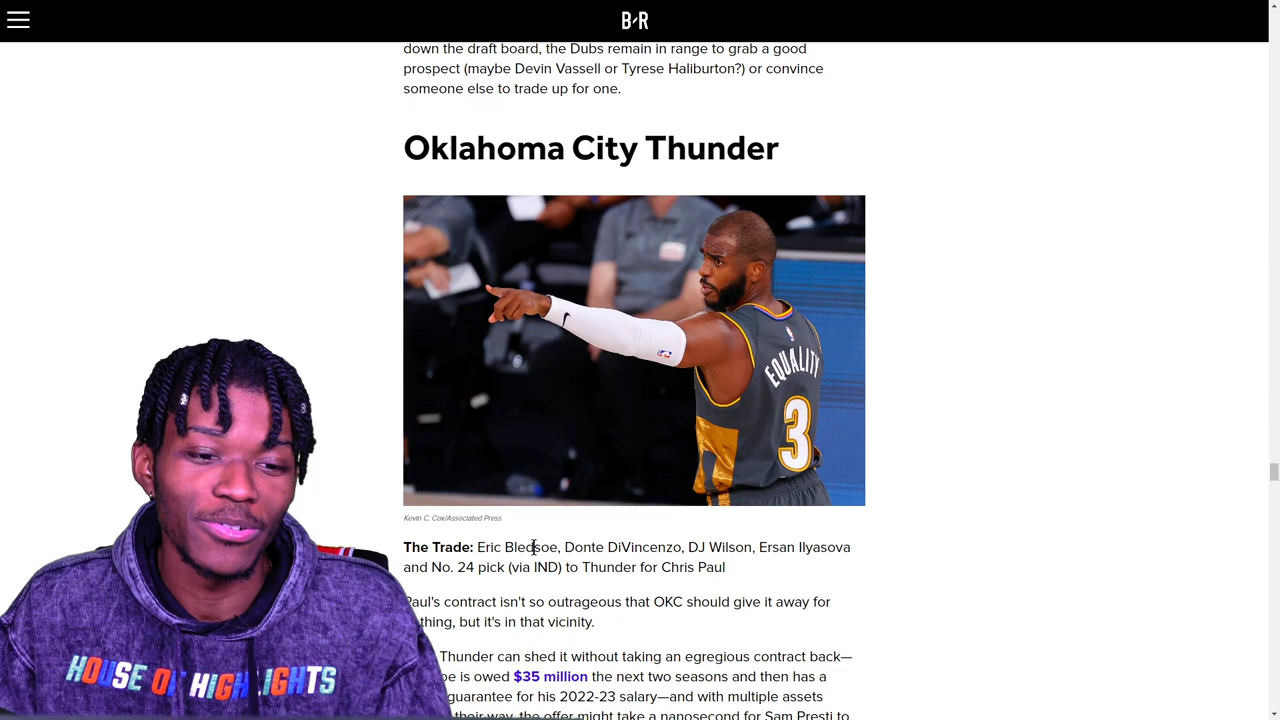 B/R
down the draft board, the Dubs remain in range to grab a good
prospect (maybe Devin Vassell or Tyrese Haliburton?) or convince
someone else to trade up for one.
Oklahoma City Thunder
EQUALITY
3
Kevin C. Cox/Associated Press
The Trade: Eric Bledsoe, Donte DiVincenzo, DJ Wilson, Ersan Ilyasova
and No. 24 pick (via IND) to Thunder for Chris Paul
Paul's contract isn't so outrageous that OKC should give it away for
thing, but it's in that vicinity.
Thunder can shed it without taking an egregious contract back—
oe is owed $35 million the next two seasons and then has a
guarantee for his 2022-23 salary—and with multiple assets
their way, the offer might take a nanosecond for Sam Presti to
HOUSE OF HIGHLIGHTS